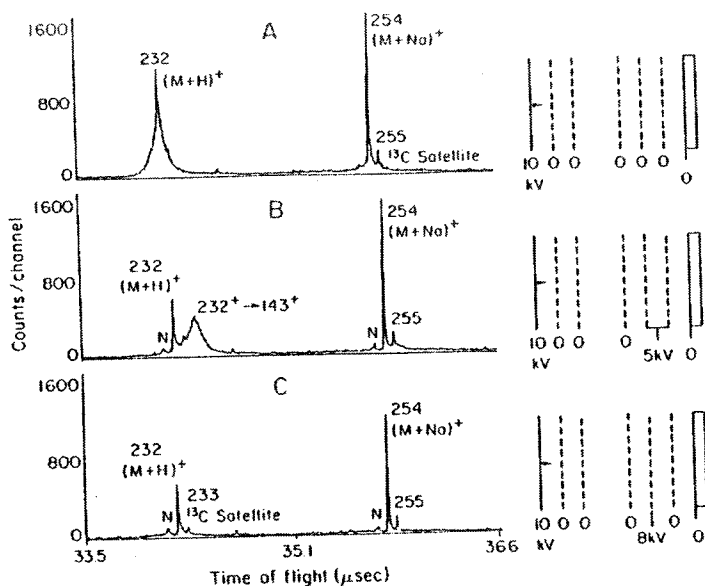 1600
800
0
A
232
(M+H)+
254
(M+Na)+
255
13C Satellite
10 0 0 0 0 0
kV
0
1600
800
0
B
232
(M+H)+
232+→143+
254
(M+Na)+
N
N
255
10 0 0 0 5kV 0
kV
Counts/channel
1600
800
0
C
232
(M+H)+
254
(M+Na)+
233
13C Satellite
N
N
255
10 0 0 0 8kV 0 0
kV
33.5 35.1 366
Time of flight (μsec)